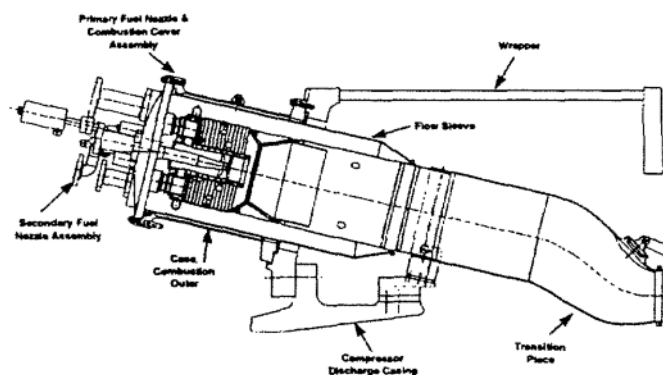 Primary Fuel Nozzle &
Combustion Cover
Assembly
Wrapper
Flow Sleeve
Secondary Fuel
Nozzle Assembly
Case,
Combustion
Outer
Compressor
Discharge Casing
Transition
Piece